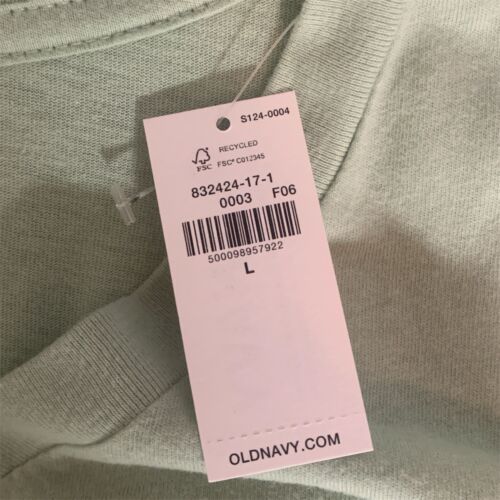 S124-0004
FSC
RECYCLED
FSC® C012345
832424-17-1
0003 F06
500098957922
L
OLDNAVY.COM